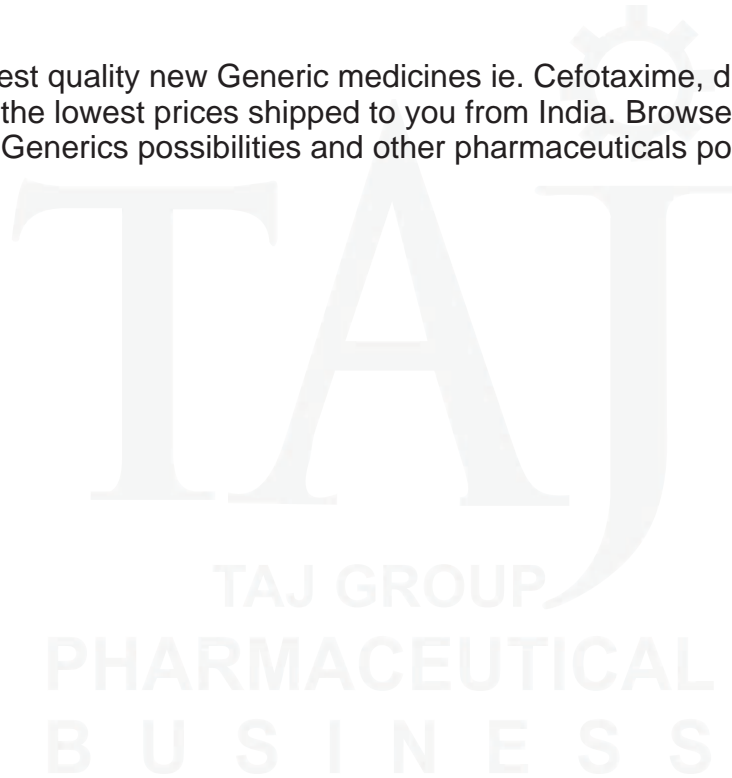 est quality new Generic medicines ie. Cefotaxime, d
the lowest prices shipped to you from India. Browse
Generics possibilities and other pharmaceuticals po
TAJ
TAJ GROUP
PHARMACEUTICAL
BUSINESS